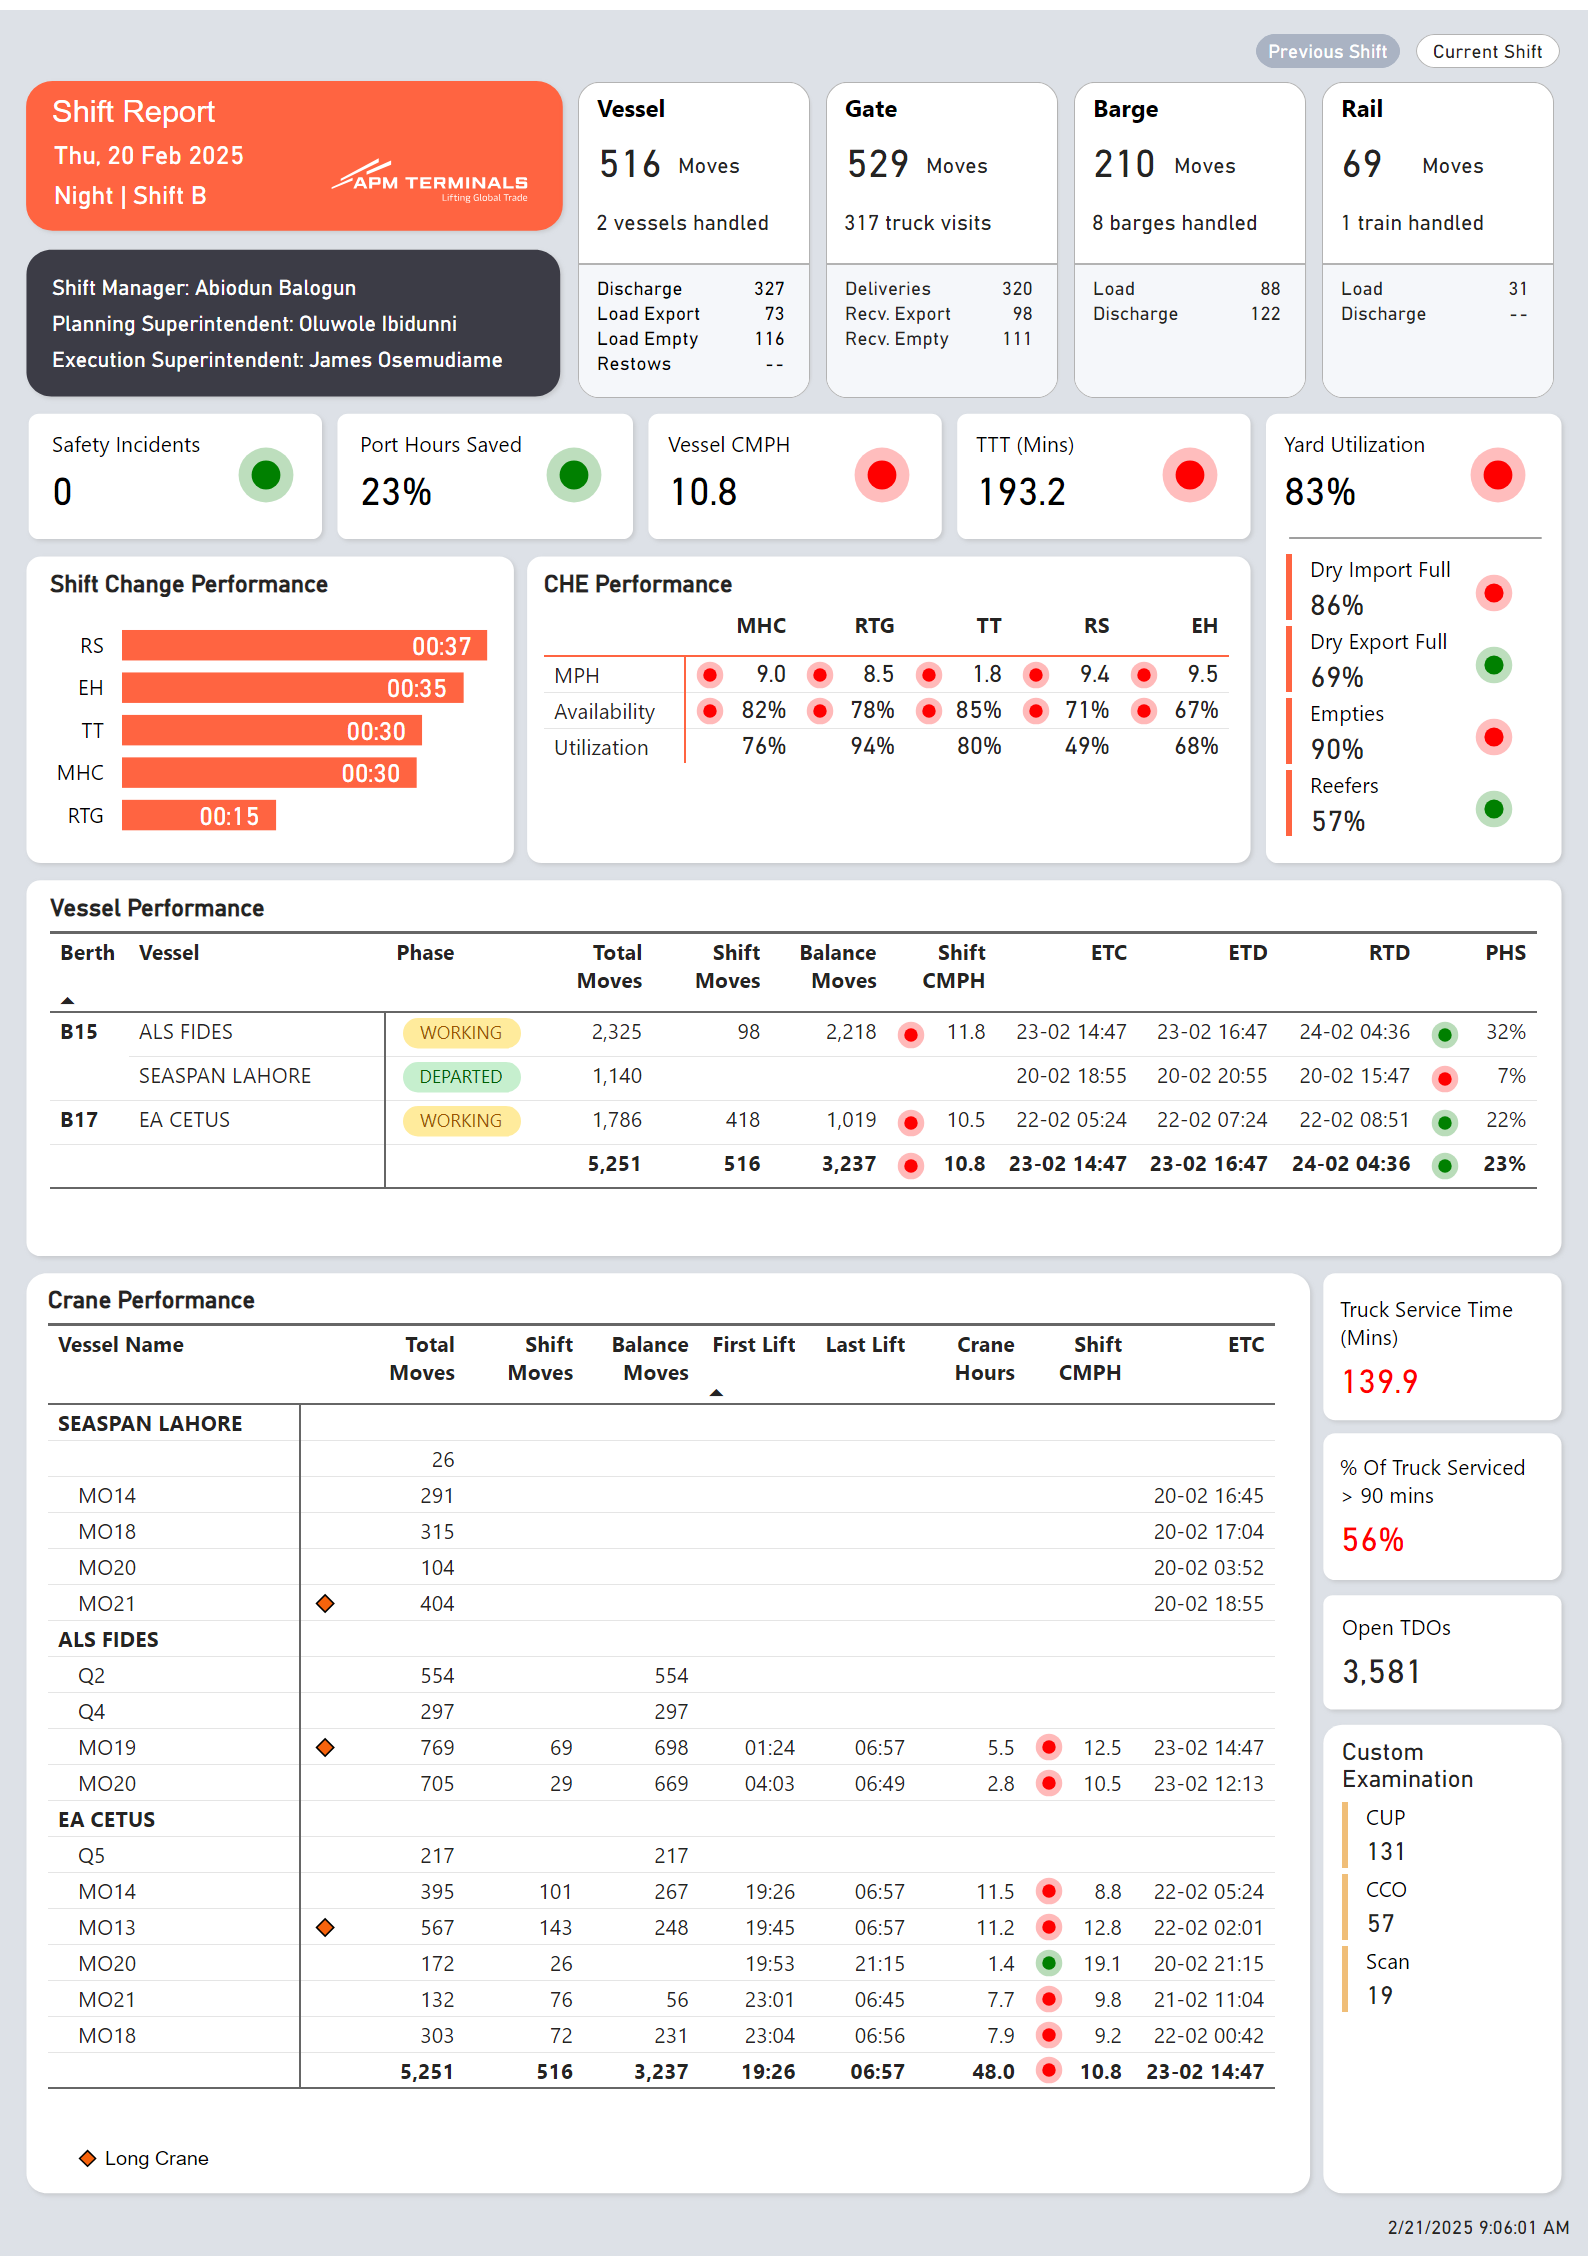 Previous Shift
Current Shift
Shift Report
Thu, 20 Feb 2025
Night | Shift B
APM TERMINALS
Lifting Global Trade
Shift Manager: Abiodun Balogun
Planning Superintendent: Oluwole Ibidunni
Execution Superintendent: James Osemudiame
Vessel
516 Moves
2 vessels handled
Discharge 327
Load Export 73
Load Empty 116
Restows --
Gate
529 Moves
317 truck visits
Deliveries 320
Recv. Export 98
Recv. Empty 111
Barge
210 Moves
8 barges handled
Load 88
Discharge 122
Rail
69 Moves
1 train handled
Load 31
Discharge --
Safety Incidents
0
Port Hours Saved
23%
Vessel CMPH
10.8
TTT (Mins)
193.2
Yard Utilization
83%
Dry Import Full
86%
Dry Export Full
69%
Empties
90%
Reefers
57%
Shift Change Performance
RS 00:37
EH 00:35
TT 00:30
MHC 00:30
RTG 00:15
CHE Performance
MHC RTG TT RS EH
MPH 9.0 8.5 1.8 9.4 9.5
Availability 82% 78% 85% 71% 67%
Utilization 76% 94% 80% 49% 68%
Vessel Performance
Berth Vessel Phase Total Moves Shift Moves Balance Moves Shift CMPH ETC ETD RTD PHS
B15 ALS FIDES WORKING 2,325 98 2,218 11.8 23-02 14:47 23-02 16:47 24-02 04:36 32%
SEASPAN LAHORE DEPARTED 1,140 20-02 18:55 20-02 20:55 20-02 15:47 7%
B17 EA CETUS WORKING 1,786 418 1,019 10.5 22-02 05:24 22-02 07:24 22-02 08:51 22%
5,251 516 3,237 10.8 23-02 14:47 23-02 16:47 24-02 04:36 23%
Crane Performance
Vessel Name Total Moves Shift Moves Balance Moves First Lift Last Lift Crane Hours Shift CMPH ETC
SEASPAN LAHORE
26
MO14 291 20-02 16:45
MO18 315 20-02 17:04
MO20 104 20-02 03:52
MO21 404 20-02 18:55
ALS FIDES
Q2 554 554
Q4 297 297
MO19 769 69 698 01:24 06:57 5.5 12.5 23-02 14:47
MO20 705 29 669 04:03 06:49 2.8 10.5 23-02 12:13
EA CETUS
Q5 217 217
MO14 395 101 267 19:26 06:57 11.5 8.8 22-02 05:24
MO13 567 143 248 19:45 06:57 11.2 12.8 22-02 02:01
MO20 172 26 19:53 21:15 1.4 19.1 20-02 21:15
MO21 132 76 56 23:01 06:45 7.7 9.8 21-02 11:04
MO18 303 72 231 23:04 06:56 7.9 9.2 22-02 00:42
5,251 516 3,237 19:26 06:57 48.0 10.8 23-02 14:47
Long Crane
Truck Service Time
(Mins)
139.9
% Of Truck Serviced
> 90 mins
56%
Open TDOs
3,581
Custom
Examination
CUP
131
CCO
57
Scan
19
2/21/2025 9:06:01 AM